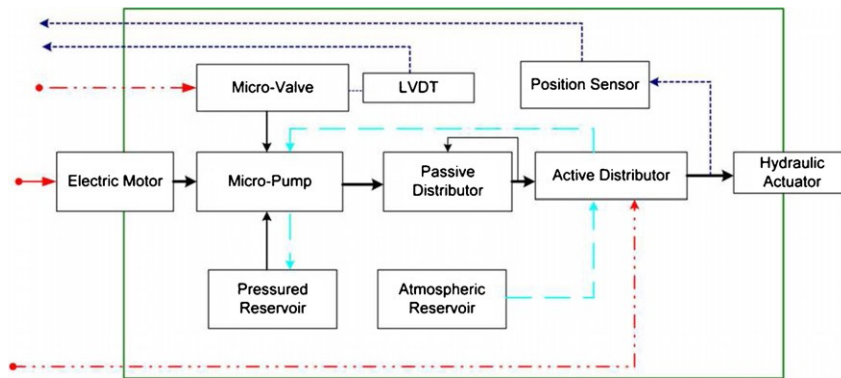 Micro-Valve
LVDT
Position Sensor
Electric Motor
Micro-Pump
Passive
Distributor
Active Distributor
Hydraulic
Actuator
Pressured
Reservoir
Atmospheric
Reservoir